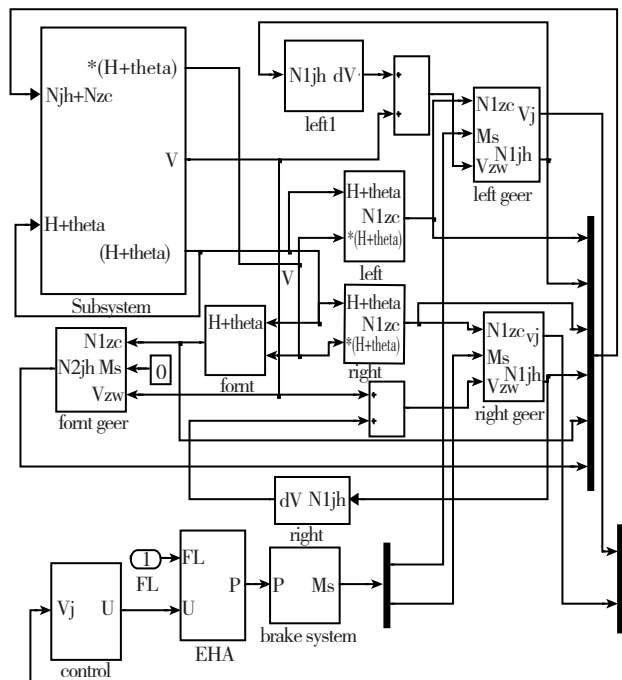 *(H+theta)
Njh+Nzc
V
H+theta
(H+theta)
Subsystem
N1jh dV
left1
+
+
N1zc Vj
Ms
N1jh
Vzw
left geer
H+theta
N1zc
*(H+theta)
left
V
H+theta
N1zc
*(H+theta)
right
H+theta
fornt
N1zc
N2jh Ms
Vzw
fornt geer
0
+
+
N1zc vj
Ms
N1jh
Vzw
right geer
dV N1jh
right
1
FL
FL
P
U
EHA
P Ms
brake system
Vj U
control